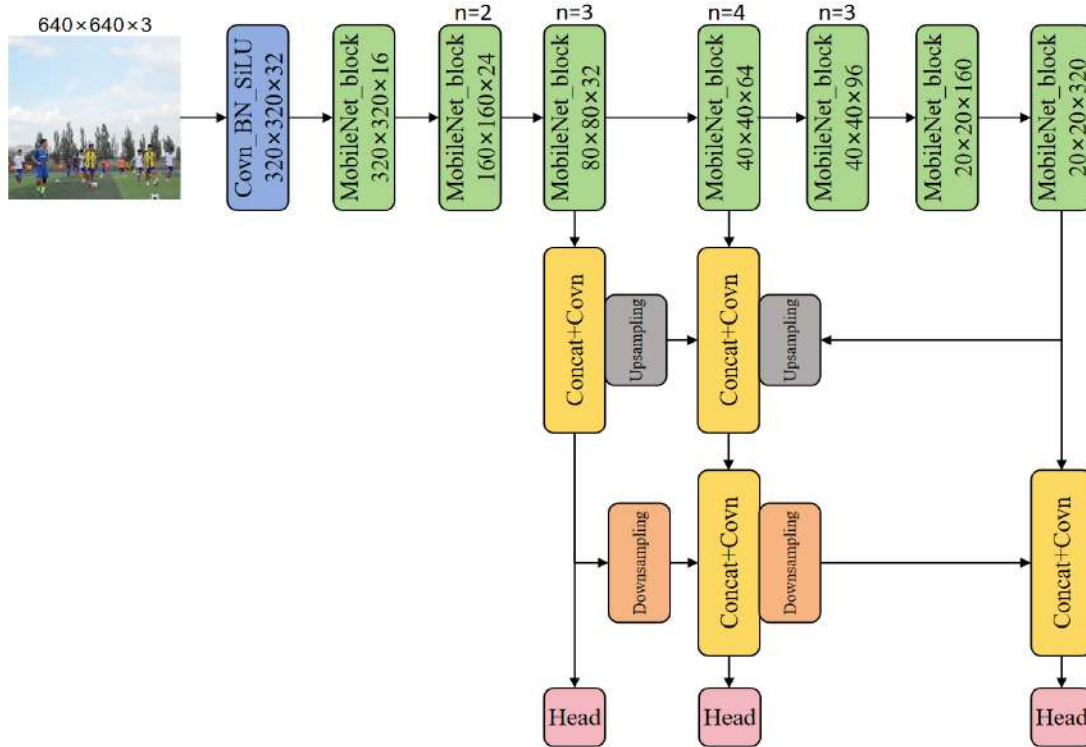 640×640×3
n=2
n=3
n=4
n=3
Covn_BN_SiLU
320×320×32
MobileNet_block
320×320×16
MobileNet_block
160×160×24
MobileNet_block
80×80×32
MobileNet_block
40×40×64
MobileNet_block
40×40×96
MobileNet_block
20×20×160
MobileNet_block
20×20×320
Concat+Covn
Upsampling
Concat+Covn
Upsampling
Downsampling
Concat+Covn
Downsampling
Concat+Covn
Head
Head
Head